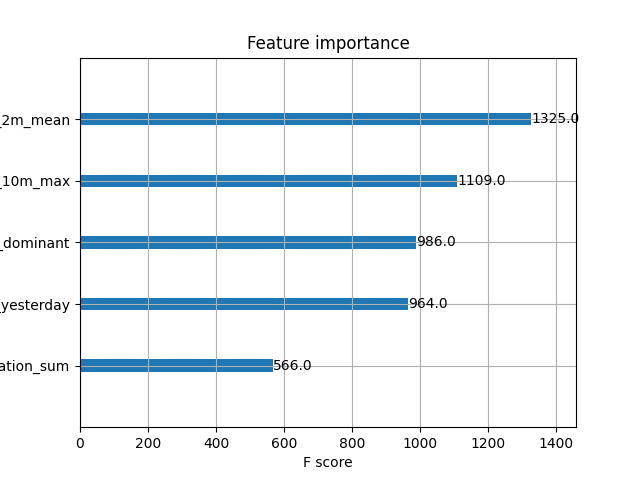 Feature importance
_2m_mean
1325.0
_10m_max
1109.0
_dominant
986.0
_yesterday
964.0
ation_sum
566.0
0 200 400 600 800 1000 1200 1400
F score